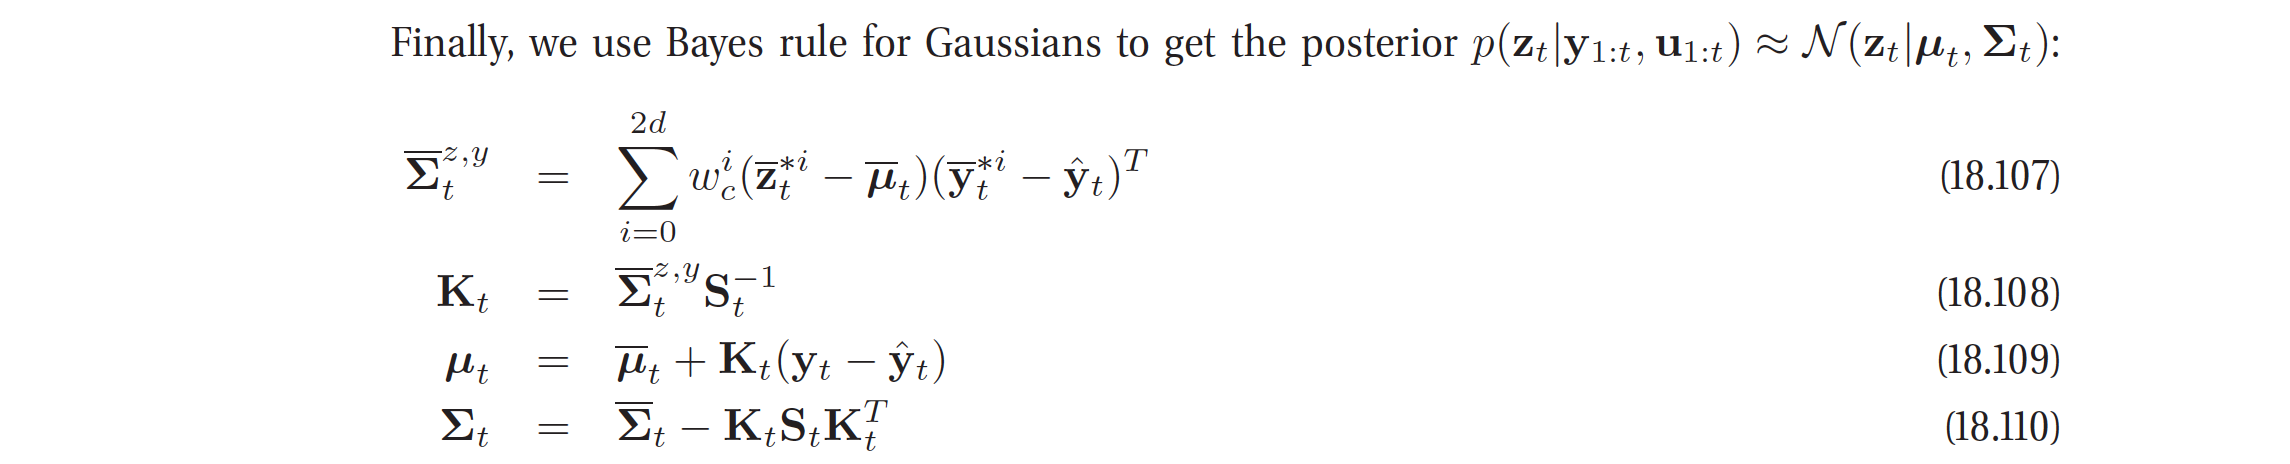 Finally, we use Bayes rule for Gaussians to get the posterior $p(\mathbf{z}_t|\mathbf{y}_{1:t}, \mathbf{u}_{1:t}) \approx \mathcal{N}(\mathbf{z}_t|\boldsymbol{\mu}_t, \boldsymbol{\Sigma}_t)$:
$\overline{\boldsymbol{\Sigma}}_t^{z,y} = \sum_{i=0}^{2d} w_c^i(\overline{\mathbf{z}}_t^{*i} - \overline{\boldsymbol{\mu}}_t)(\overline{\mathbf{y}}_t^{*i} - \hat{\mathbf{y}}_t)^T$ (18.107)
$\mathbf{K}_t = \overline{\boldsymbol{\Sigma}}_t^{z,y}\mathbf{S}_t^{-1}$ (18.108)
$\boldsymbol{\mu}_t = \overline{\boldsymbol{\mu}}_t + \mathbf{K}_t(\mathbf{y}_t - \hat{\mathbf{y}}_t)$ (18.109)
$\boldsymbol{\Sigma}_t = \overline{\boldsymbol{\Sigma}}_t - \mathbf{K}_t\mathbf{S}_t\mathbf{K}_t^T$ (18.110)